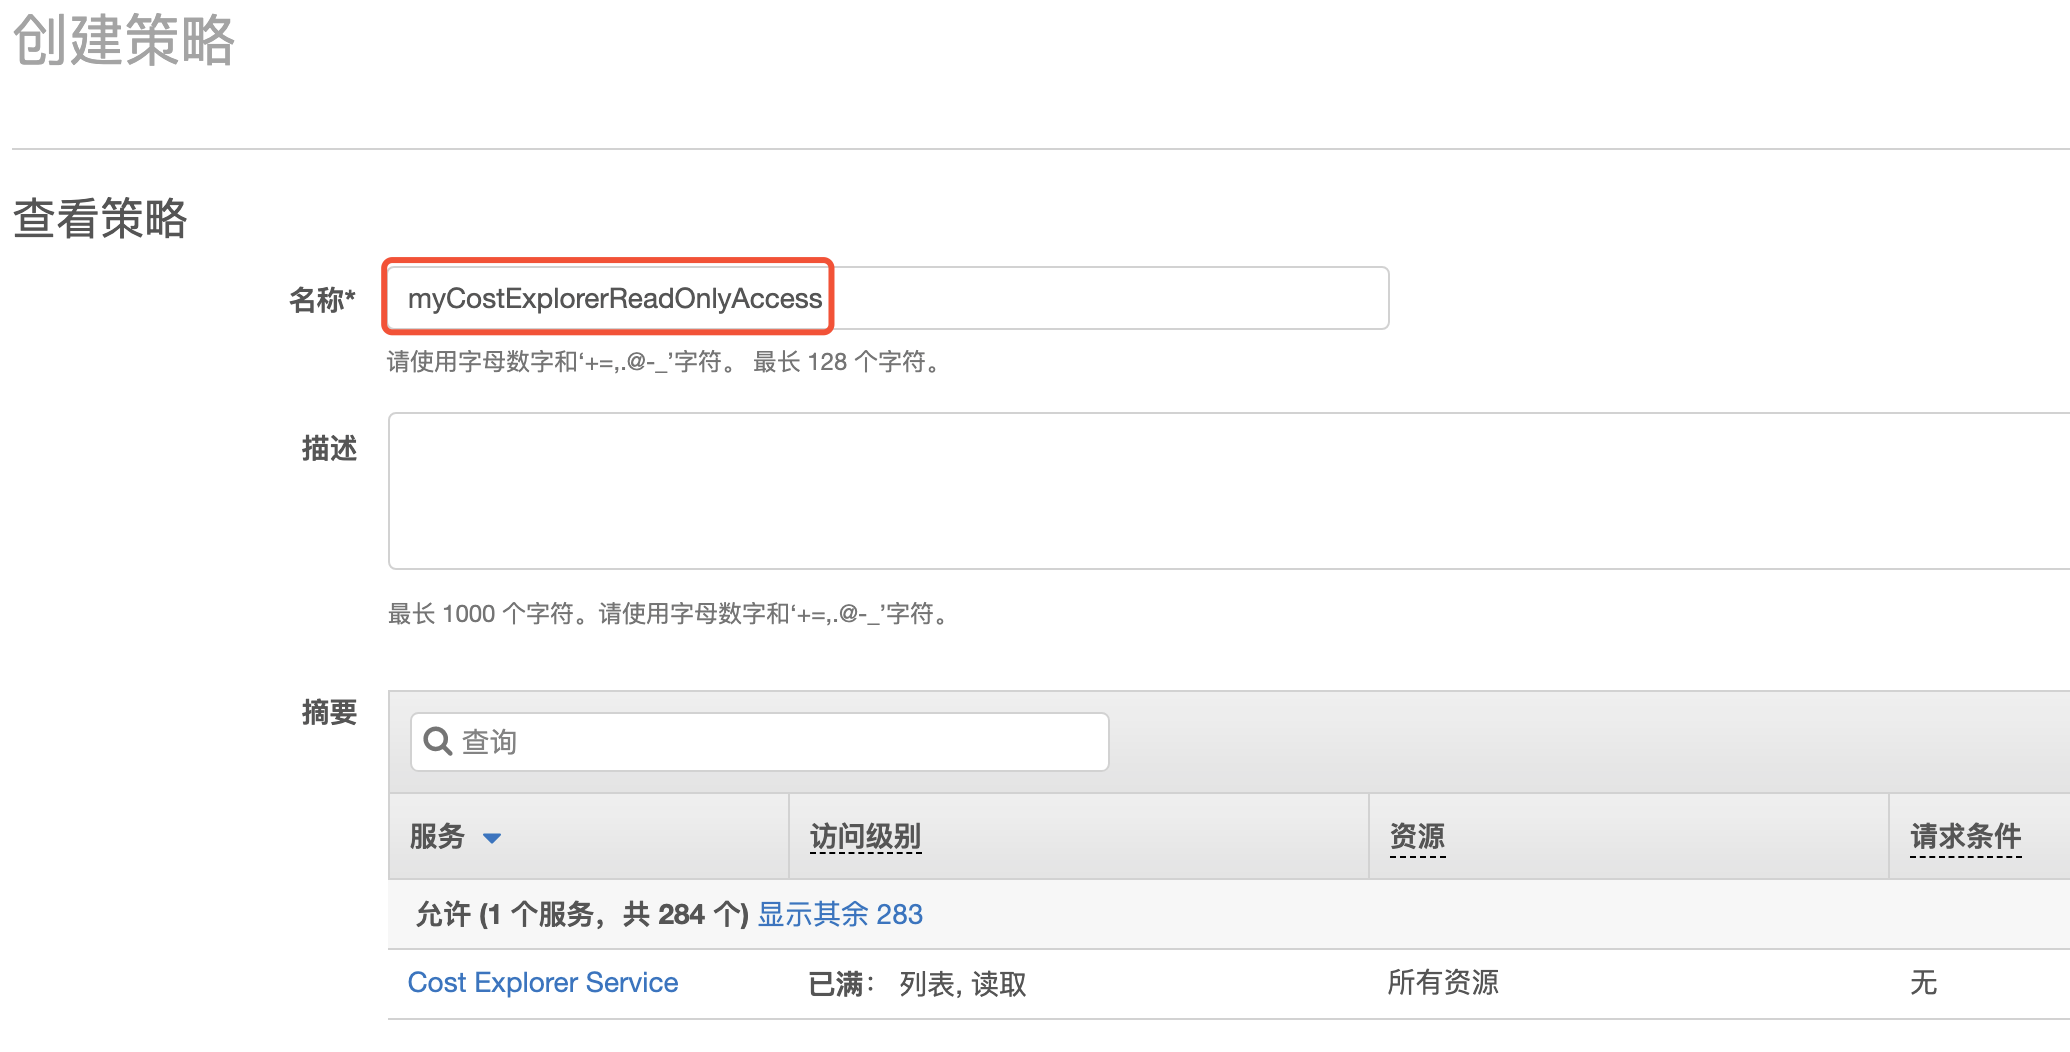 创建策略
查看策略
名称* myCostExplorerReadOnlyAccess
请使用字母数字和‘+=,.@-_’字符。 最长 128 个字符。
描述
最长 1000 个字符。请使用字母数字和‘+=,.@-_’字符。
摘要
查询
服务 访问级别 资源 请求条件
允许 (1 个服务，共 284 个) 显示其余 283
Cost Explorer Service 已满： 列表, 读取 所有资源 无